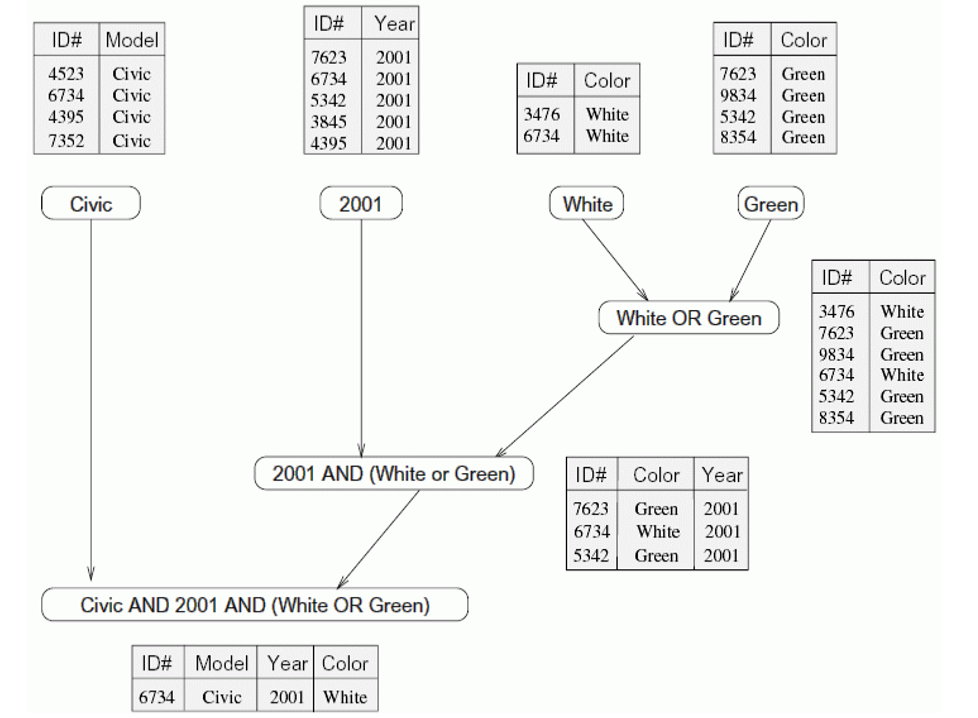 ID# Model
4523 Civic
6734 Civic
4395 Civic
7352 Civic
ID# Year
7623 2001
6734 2001
5342 2001
3845 2001
4395 2001
ID# Color
3476 White
6734 White
ID# Color
7623 Green
9834 Green
5342 Green
8354 Green
Civic
2001
White
Green
White OR Green
ID# Color
3476 White
7623 Green
9834 Green
6734 White
5342 Green
8354 Green
2001 AND (White or Green)
ID# Color Year
7623 Green 2001
6734 White 2001
5342 Green 2001
Civic AND 2001 AND (White OR Green)
ID# Model Year Color
6734 Civic 2001 White